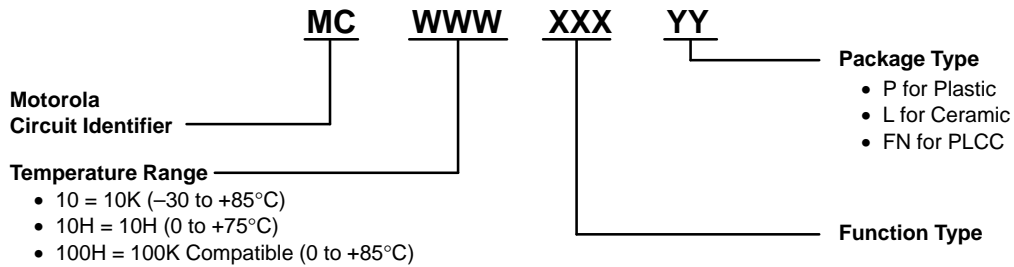 MC WWW XXX YY
Package Type
• P for Plastic
• L for Ceramic
• FN for PLCC
Motorola
Circuit Identifier
Temperature Range
• 10 = 10K (–30 to +85°C)
• 10H = 10H (0 to +75°C)
• 100H = 100K Compatible (0 to +85°C)
Function Type